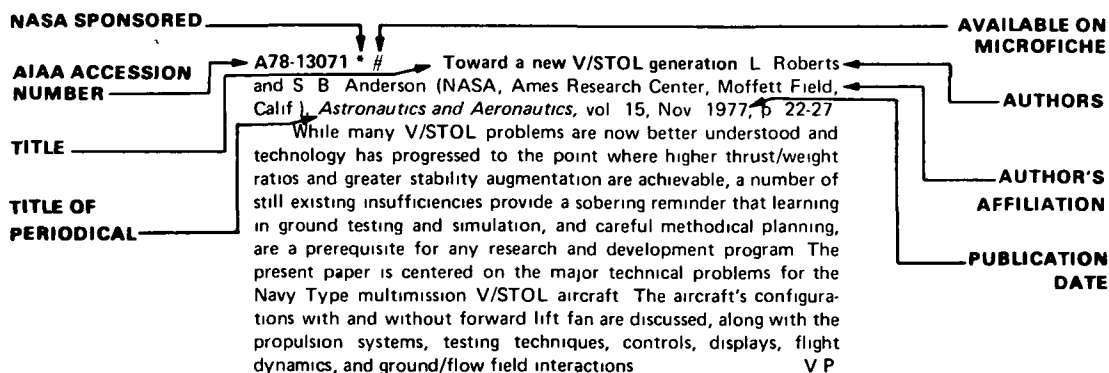 NASA SPONSORED
AVAILABLE ON
MICROFICHE
AIAA ACCESSION
NUMBER
A78-13071 * # Toward a new V/STOL generation L Roberts
and S B Anderson (NASA, Ames Research Center, Moffett Field,
Calif ), Astronautics and Aeronautics, vol 15, Nov 1977, p 22-27
AUTHORS
TITLE
While many V/STOL problems are now better understood and
technology has progressed to the point where higher thrust/weight
ratios and greater stability augmentation are achievable, a number of
still existing insufficiencies provide a sobering reminder that learning
in ground testing and simulation, and careful methodical planning,
are a prerequisite for any research and development program The
present paper is centered on the major technical problems for the
Navy Type multimission V/STOL aircraft The aircraft's configura-
tions with and without forward lift fan are discussed, along with the
propulsion systems, testing techniques, controls, displays, flight
dynamics, and ground/flow field interactions V P
TITLE OF
PERIODICAL
AUTHOR'S
AFFILIATION
PUBLICATION
DATE